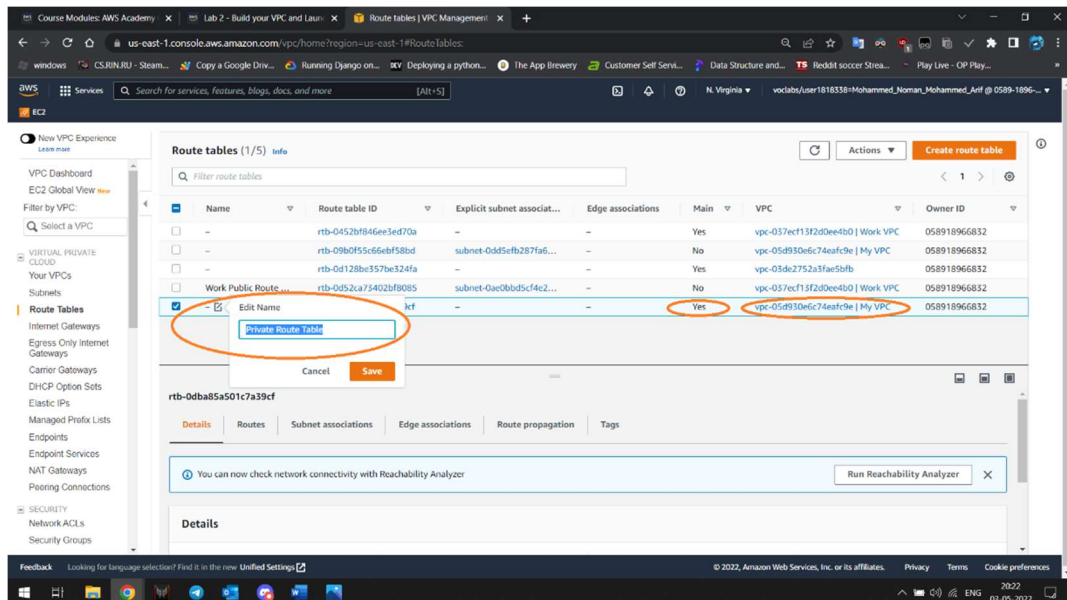 Course Modules: AWS Academy
Lab 2 - Build your VPC and Laun
Route tables | VPC Management
us-east-1.console.aws.amazon.com/vpc/home?region=us-east-1#RouteTables:
windows
CS.RIN.RU - Steam...
Copy a Google Driv...
Running Django on...
Deploying a python...
The App Brewery
Customer Self Servi...
Data Structure and...
TS Reddit soccer Strea...
Play Live - OP Play...
aws
Services
Search for services, features, blogs, docs, and more
[Alt+S]
N. Virginia
voclabs/user1818338=Mohammed_Noman_Mohammed_Arif @ 0589-1896-...
EC2
New VPC Experience
Learn more
VPC Dashboard
EC2 Global View New
Filter by VPC:
Select a VPC
VIRTUAL PRIVATE
CLOUD
Your VPCs
Subnets
Route Tables
Internet Gateways
Egress Only Internet
Gateways
Carrier Gateways
DHCP Option Sets
Elastic IPs
Managed Prefix Lists
Endpoints
Endpoint Services
NAT Gateways
Peering Connections
SECURITY
Network ACLs
Security Groups
Route tables (1/5) Info
Actions
Create route table
Filter route tables
1
Name Route table ID Explicit subnet associat... Edge associations Main VPC Owner ID
– rtb-0452bf846ee3ed70a – – Yes vpc-037ecf13f2d0ee4b0 | Work VPC 058918966832
– rtb-09b0f55c66ebf58bd subnet-0dd5efb287fa6... – No vpc-05d930e6c74eafc9e | My VPC 058918966832
– rtb-0d128be357be324fa – – Yes vpc-03de2752a3fae5bfb 058918966832
Work Public Route ... rtb-0d52ca73402bf8085 subnet-0ae0bbd5cf4e2... – No vpc-037ecf13f2d0ee4b0 | Work VPC 058918966832
– 9cf – – Yes vpc-05d930e6c74eafc9e | My VPC 058918966832
Edit Name
Private Route Table
Cancel
Save
rtb-0dba85a501c7a39cf
Details
Routes
Subnet associations
Edge associations
Route propagation
Tags
You can now check network connectivity with Reachability Analyzer
Run Reachability Analyzer
Details
Feedback
Looking for language selection? Find it in the new Unified Settings
© 2022, Amazon Web Services, Inc. or its affiliates.
Privacy
Terms
Cookie preferences
ENG
20:22
03-05-2022